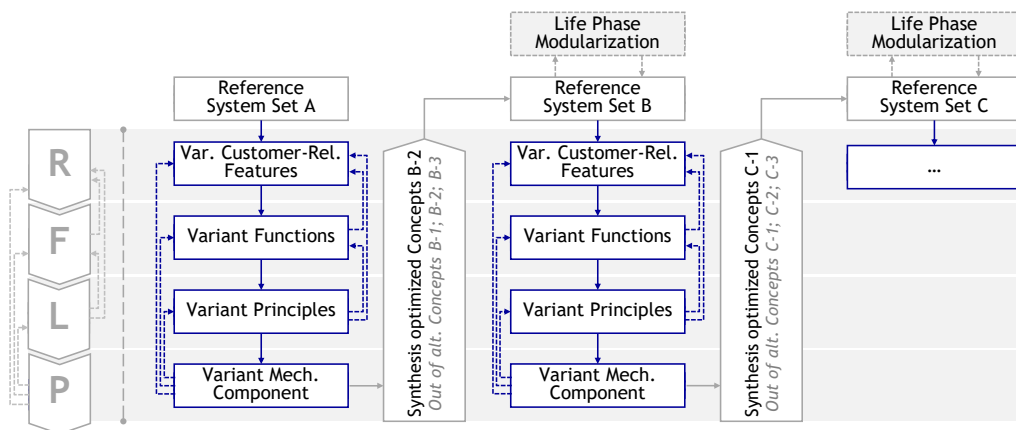 Life Phase
Modularization
Life Phase
Modularization
Reference
System Set A
Reference
System Set B
Reference
System Set C
R
F
L
P
Var. Customer-Rel.
Features
Variant Functions
Variant Principles
Variant Mech.
Component
Synthesis optimized Concepts B-2
Out of alt. Concepts B-1; B-2; B-3
Var. Customer-Rel.
Features
Variant Functions
Variant Principles
Variant Mech.
Component
Synthesis optimized Concepts C-1
Out of alt. Concepts C-1; C-2; C-3
...